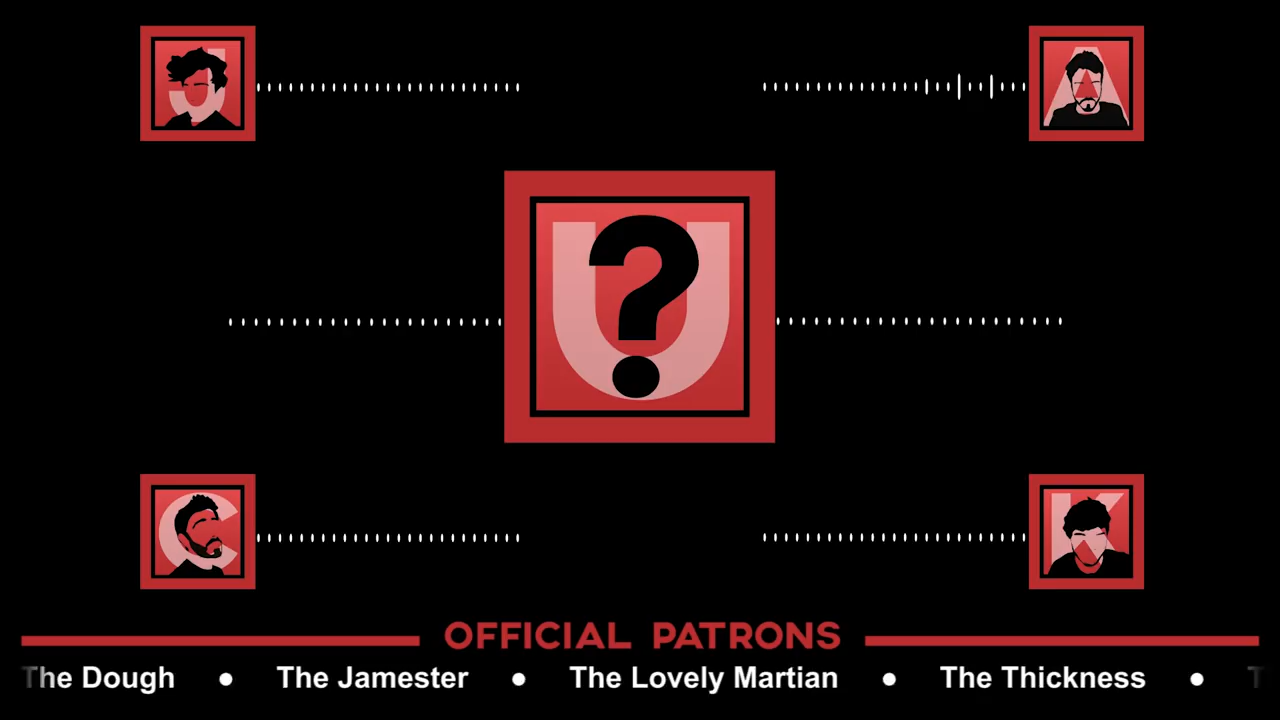 J
A
U?
C
K
OFFICIAL PATRONS
The Dough • The Jamester • The Lovely Martian • The Thickness •